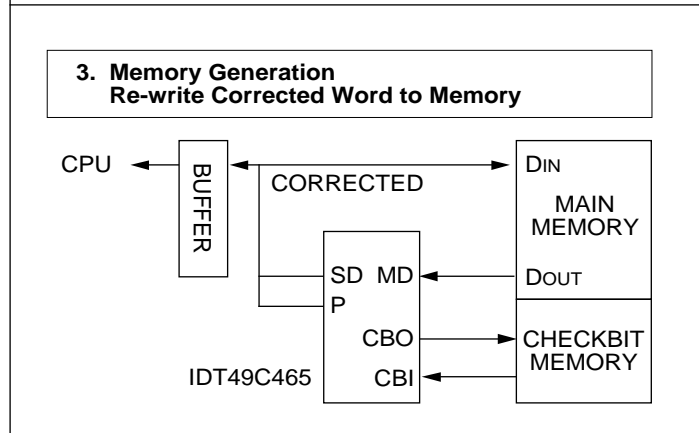 3. Memory Generation
Re-write Corrected Word to Memory
CPU
BUFFER
CORRECTED
DIN
MAIN
MEMORY
SD MD
DOUT
P
CBO
CHECKBIT
MEMORY
IDT49C465
CBI